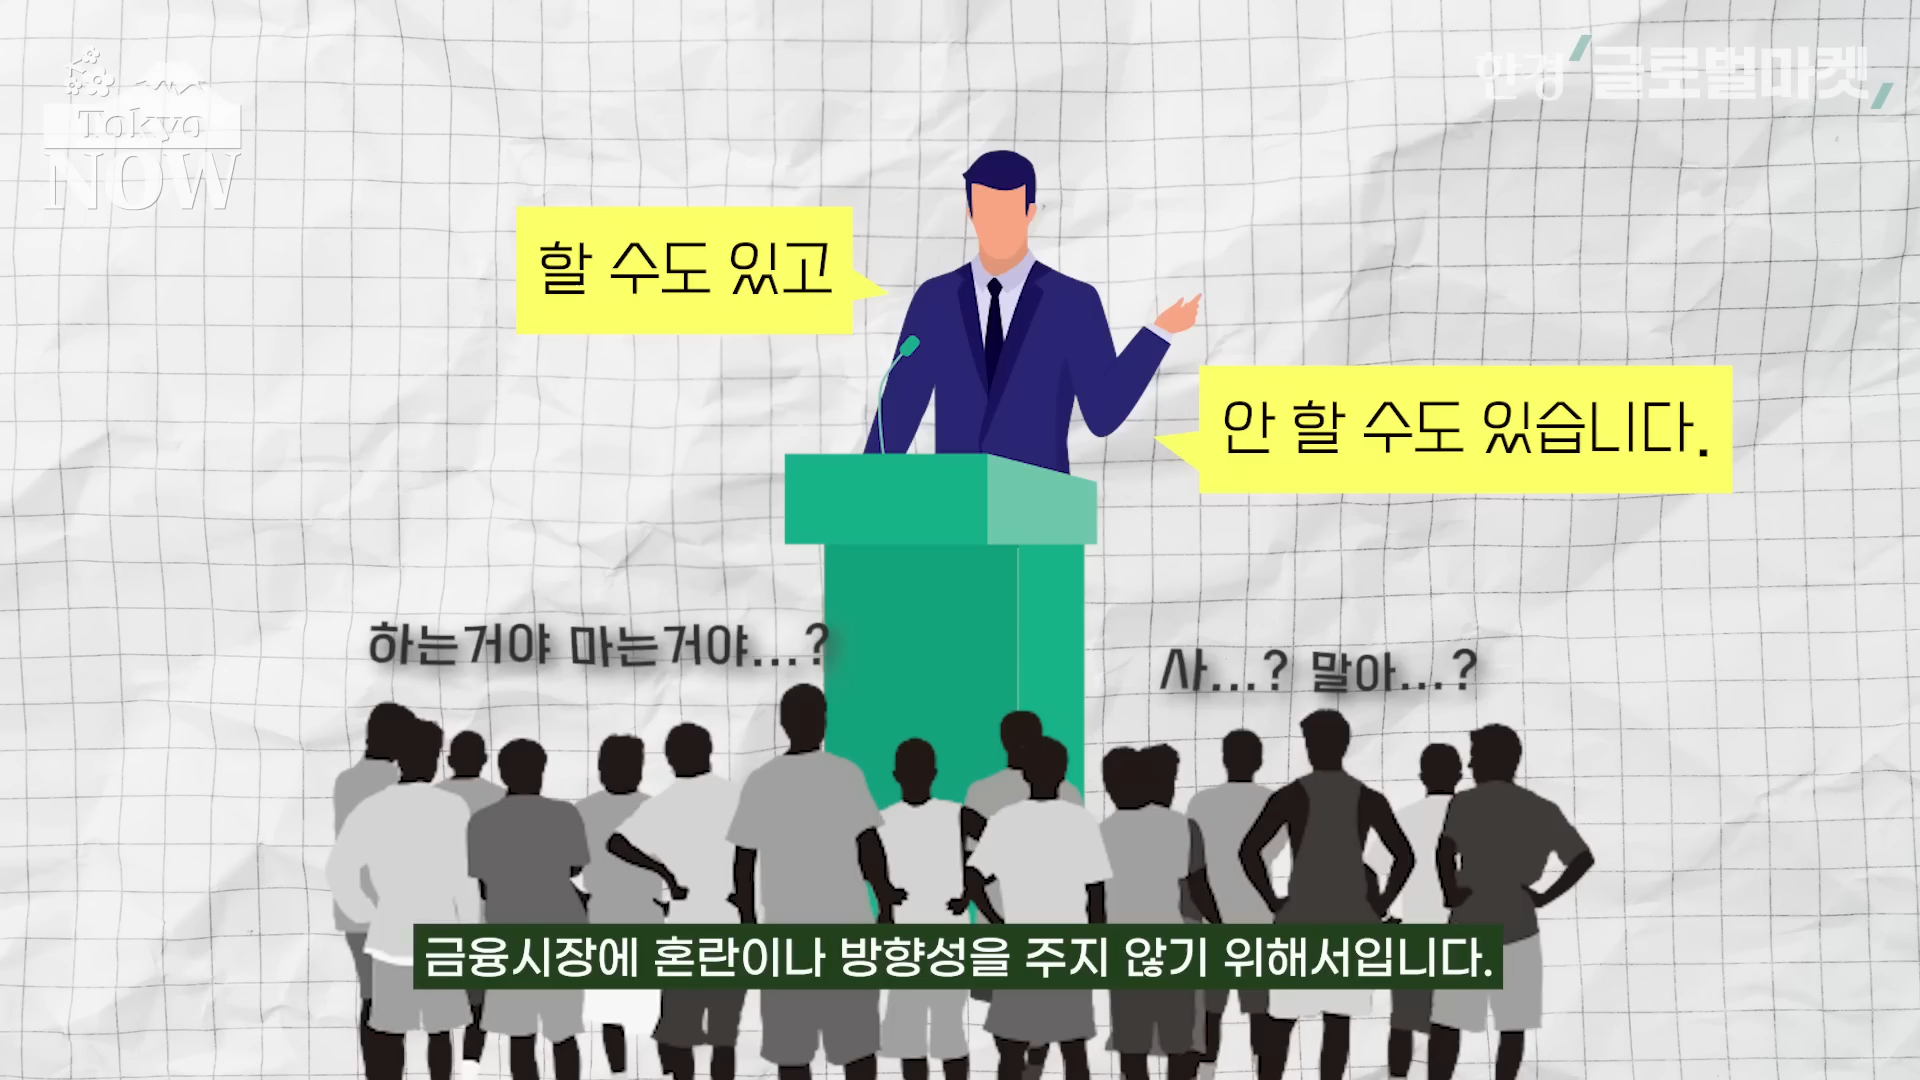 Tokyo
NOW
한경 글로벌마켓
할 수도 있고
안 할 수도 있습니다.
하는거야 마는거야...?
사...? 말아...?
금융시장에 혼란이나 방향성을 주지 않기 위해서입니다.